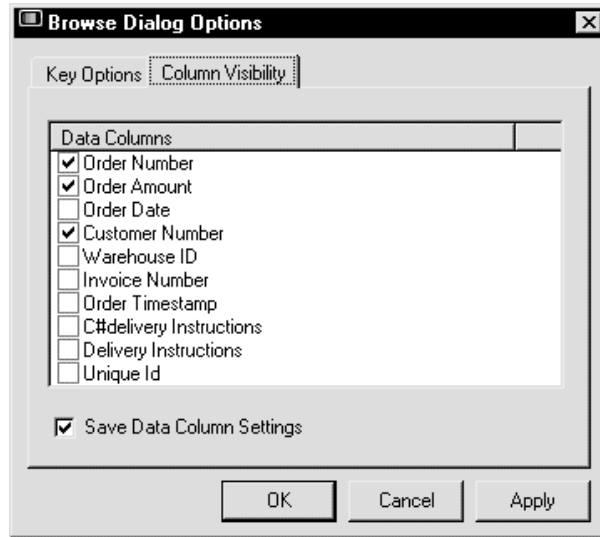 Browse Dialog Options
Key Options Column Visibility
Data Columns
Order Number
Order Amount
Order Date
Customer Number
Warehouse ID
Invoice Number
Order Timestamp
C#delivery Instructions
Delivery Instructions
Unique Id
Save Data Column Settings
OK Cancel Apply